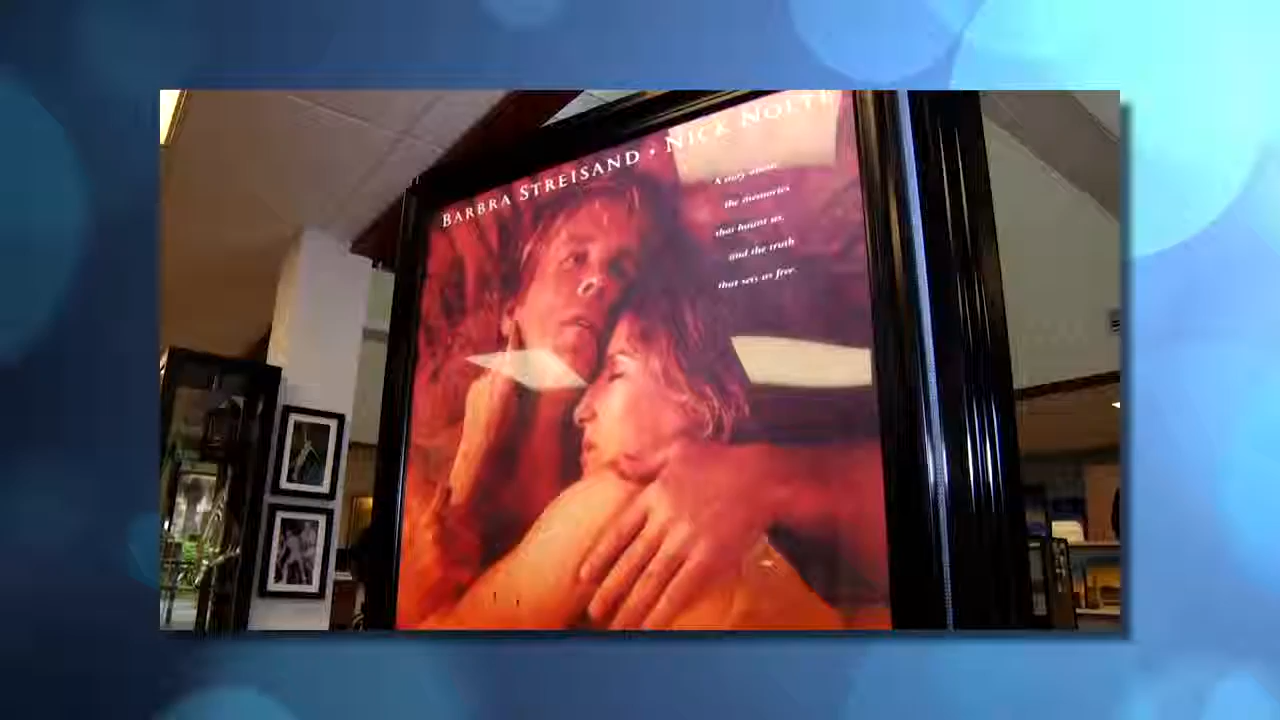 BARBRA STREISAND • NICK NOLTE
A story about
the memories
that haunt us,
and the truth
that sets us free.